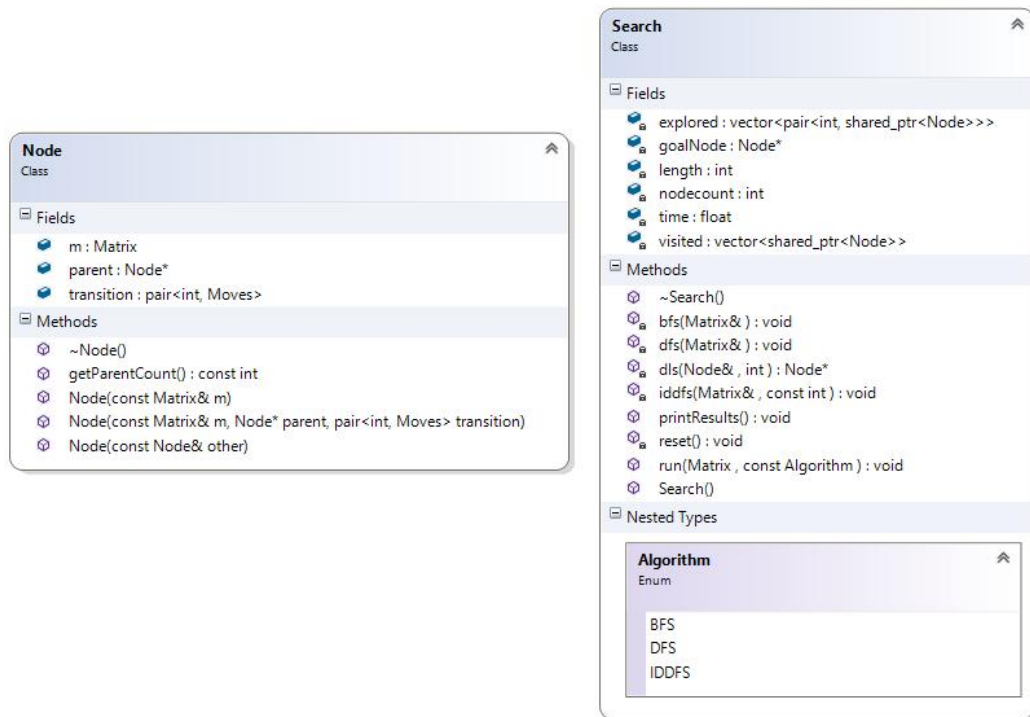 Node
Class
Fields
m : Matrix
parent : Node*
transition : pair<int, Moves>
Methods
~Node()
getParentCount() : const int
Node(const Matrix& m)
Node(const Matrix& m, Node* parent, pair<int, Moves> transition)
Node(const Node& other)
Search
Class
Fields
explored : vector<pair<int, shared_ptr<Node>>>
goalNode : Node*
length : int
nodecount : int
time : float
visited : vector<shared_ptr<Node>>
Methods
~Search()
bfs(Matrix& ) : void
dfs(Matrix& ) : void
dls(Node& , int ) : Node*
iddfs(Matrix& , const int ) : void
printResults() : void
reset() : void
run(Matrix , const Algorithm ) : void
Search()
Nested Types
Algorithm
Enum
BFS
DFS
IDDFS